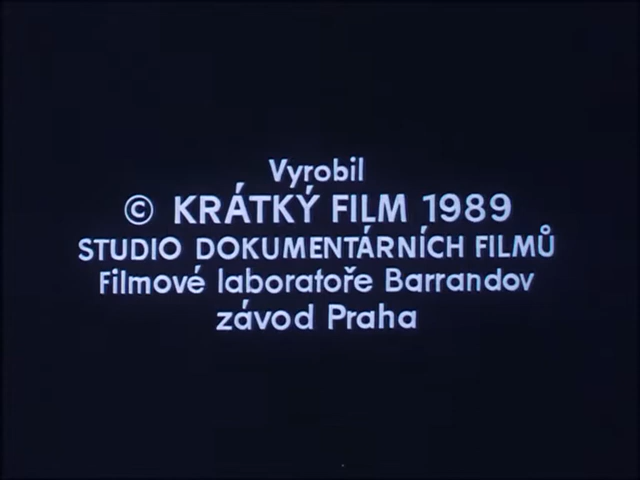 Vyrobil
© KRÁTKÝ FILM 1989
STUDIO DOKUMENTÁRNÍCH FILMŮ
Filmové laboratoře Barrandov
závod Praha